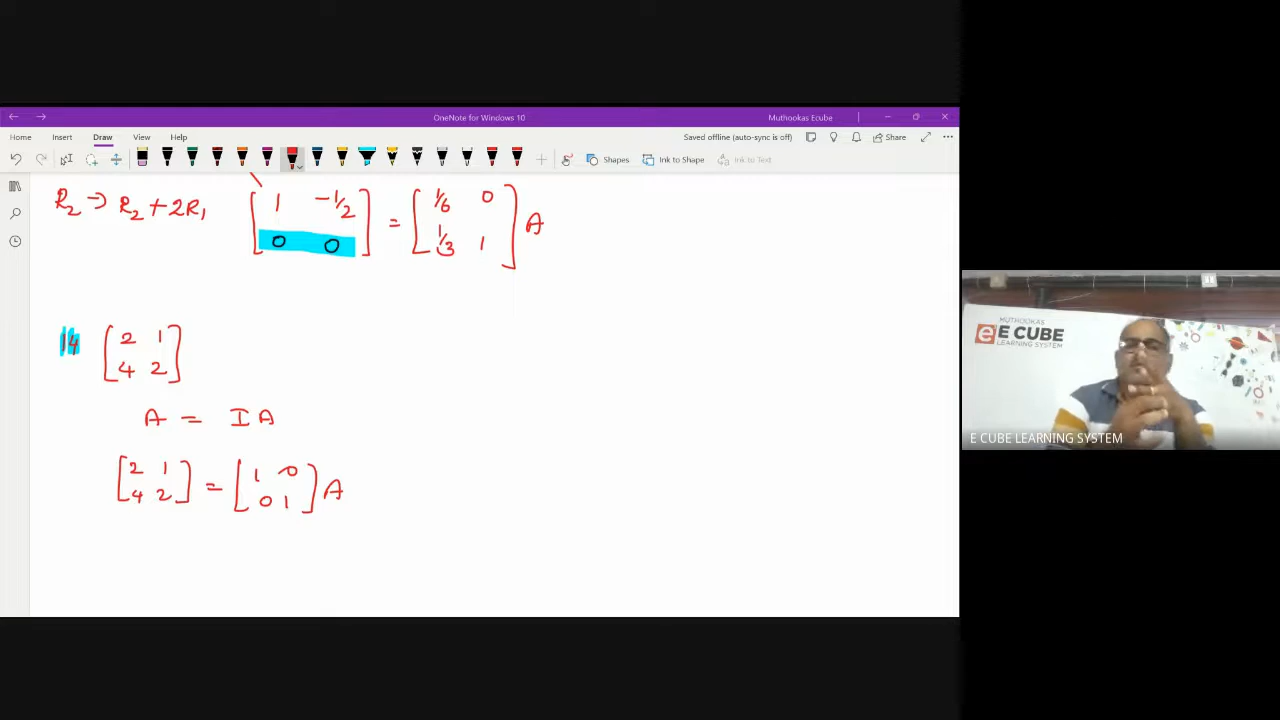 OneNote for Windows 10
Muthookas Ecube
Home Insert Draw View Help
Saved offline (auto-sync is off)
Share
Shapes
Ink to Shape
Ink to Text
R₂ → R₂ + 2R₁ [1 -1/2] = [1/6 0] A
[0 0] [1/3 1]
14 [2 1]
[4 2]
A = IA
[2 1] = [1 0] A
[4 2] [0 1]
MUTHOOKAS
E CUBE
LEARNING SYSTEM
E CUBE LEARNING SYSTEM